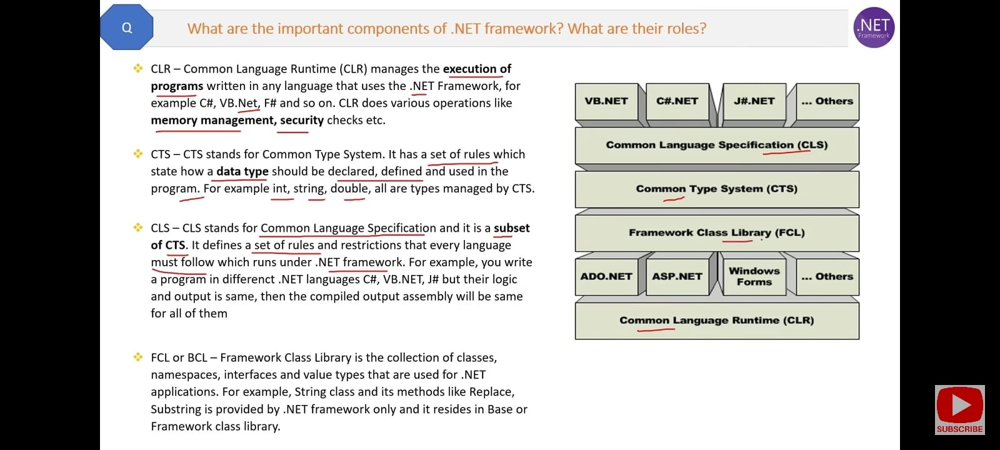 Q
What are the important components of .NET framework? What are their roles?
.NET
Framework
CLR – Common Language Runtime (CLR) manages the execution of
programs written in any language that uses the .NET Framework, for
example C#, VB.Net, F# and so on. CLR does various operations like
memory management, security checks etc.
CTS – CTS stands for Common Type System. It has a set of rules which
state how a data type should be declared, defined and used in the
program. For example int, string, double, all are types managed by CTS.
CLS – CLS stands for Common Language Specification and it is a subset
of CTS. It defines a set of rules and restrictions that every language
must follow which runs under .NET framework. For example, you write
a program in differenct .NET languages C#, VB.NET, J# but their logic
and output is same, then the compiled output assembly will be same
for all of them
FCL or BCL – Framework Class Library is the collection of classes,
namespaces, interfaces and value types that are used for .NET
applications. For example, String class and its methods like Replace,
Substring is provided by .NET framework only and it resides in Base or
Framework class library.
VB.NET
C#.NET
J#.NET
... Others
Common Language Specification (CLS)
Common Type System (CTS)
Framework Class Library (FCL)
ADO.NET
ASP.NET
Windows
Forms
... Others
Common Language Runtime (CLR)
SUBSCRIBE